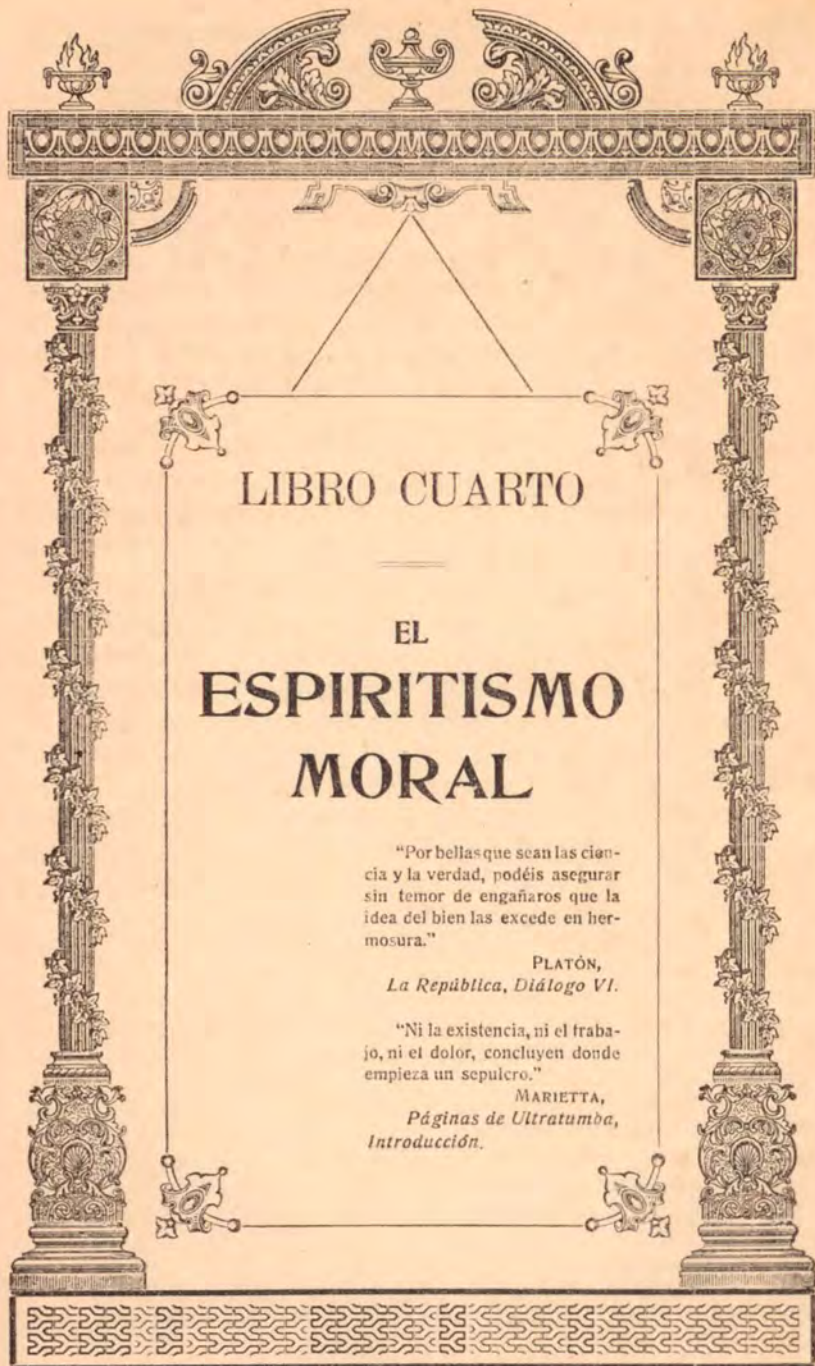 LIBRO CUARTO
EL
ESPIRITISMO
MORAL
“Por bellas que sean las cien-
cia y la verdad, podéis asegurar
sin temor de engañaros que la
idea del bien las excede en her-
mosura.”
PLATÓN,
La República, Diálogo VI.
“Ni la existencia, ni el traba-
jo, ni el dolor, concluyen donde
empieza un sepulcro.”
MARIETTA,
Páginas de Ultratumba,
Introducción.